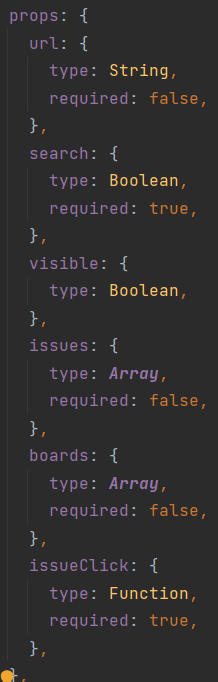 props: {
  url: {
    type: String,
    required: false,
  },
  search: {
    type: Boolean,
    required: true,
  },
  visible: {
    type: Boolean,
  },
  issues: {
    type: Array,
    required: false,
  },
  boards: {
    type: Array,
    required: false,
  },
  issueClick: {
    type: Function,
    required: true,
  },
},